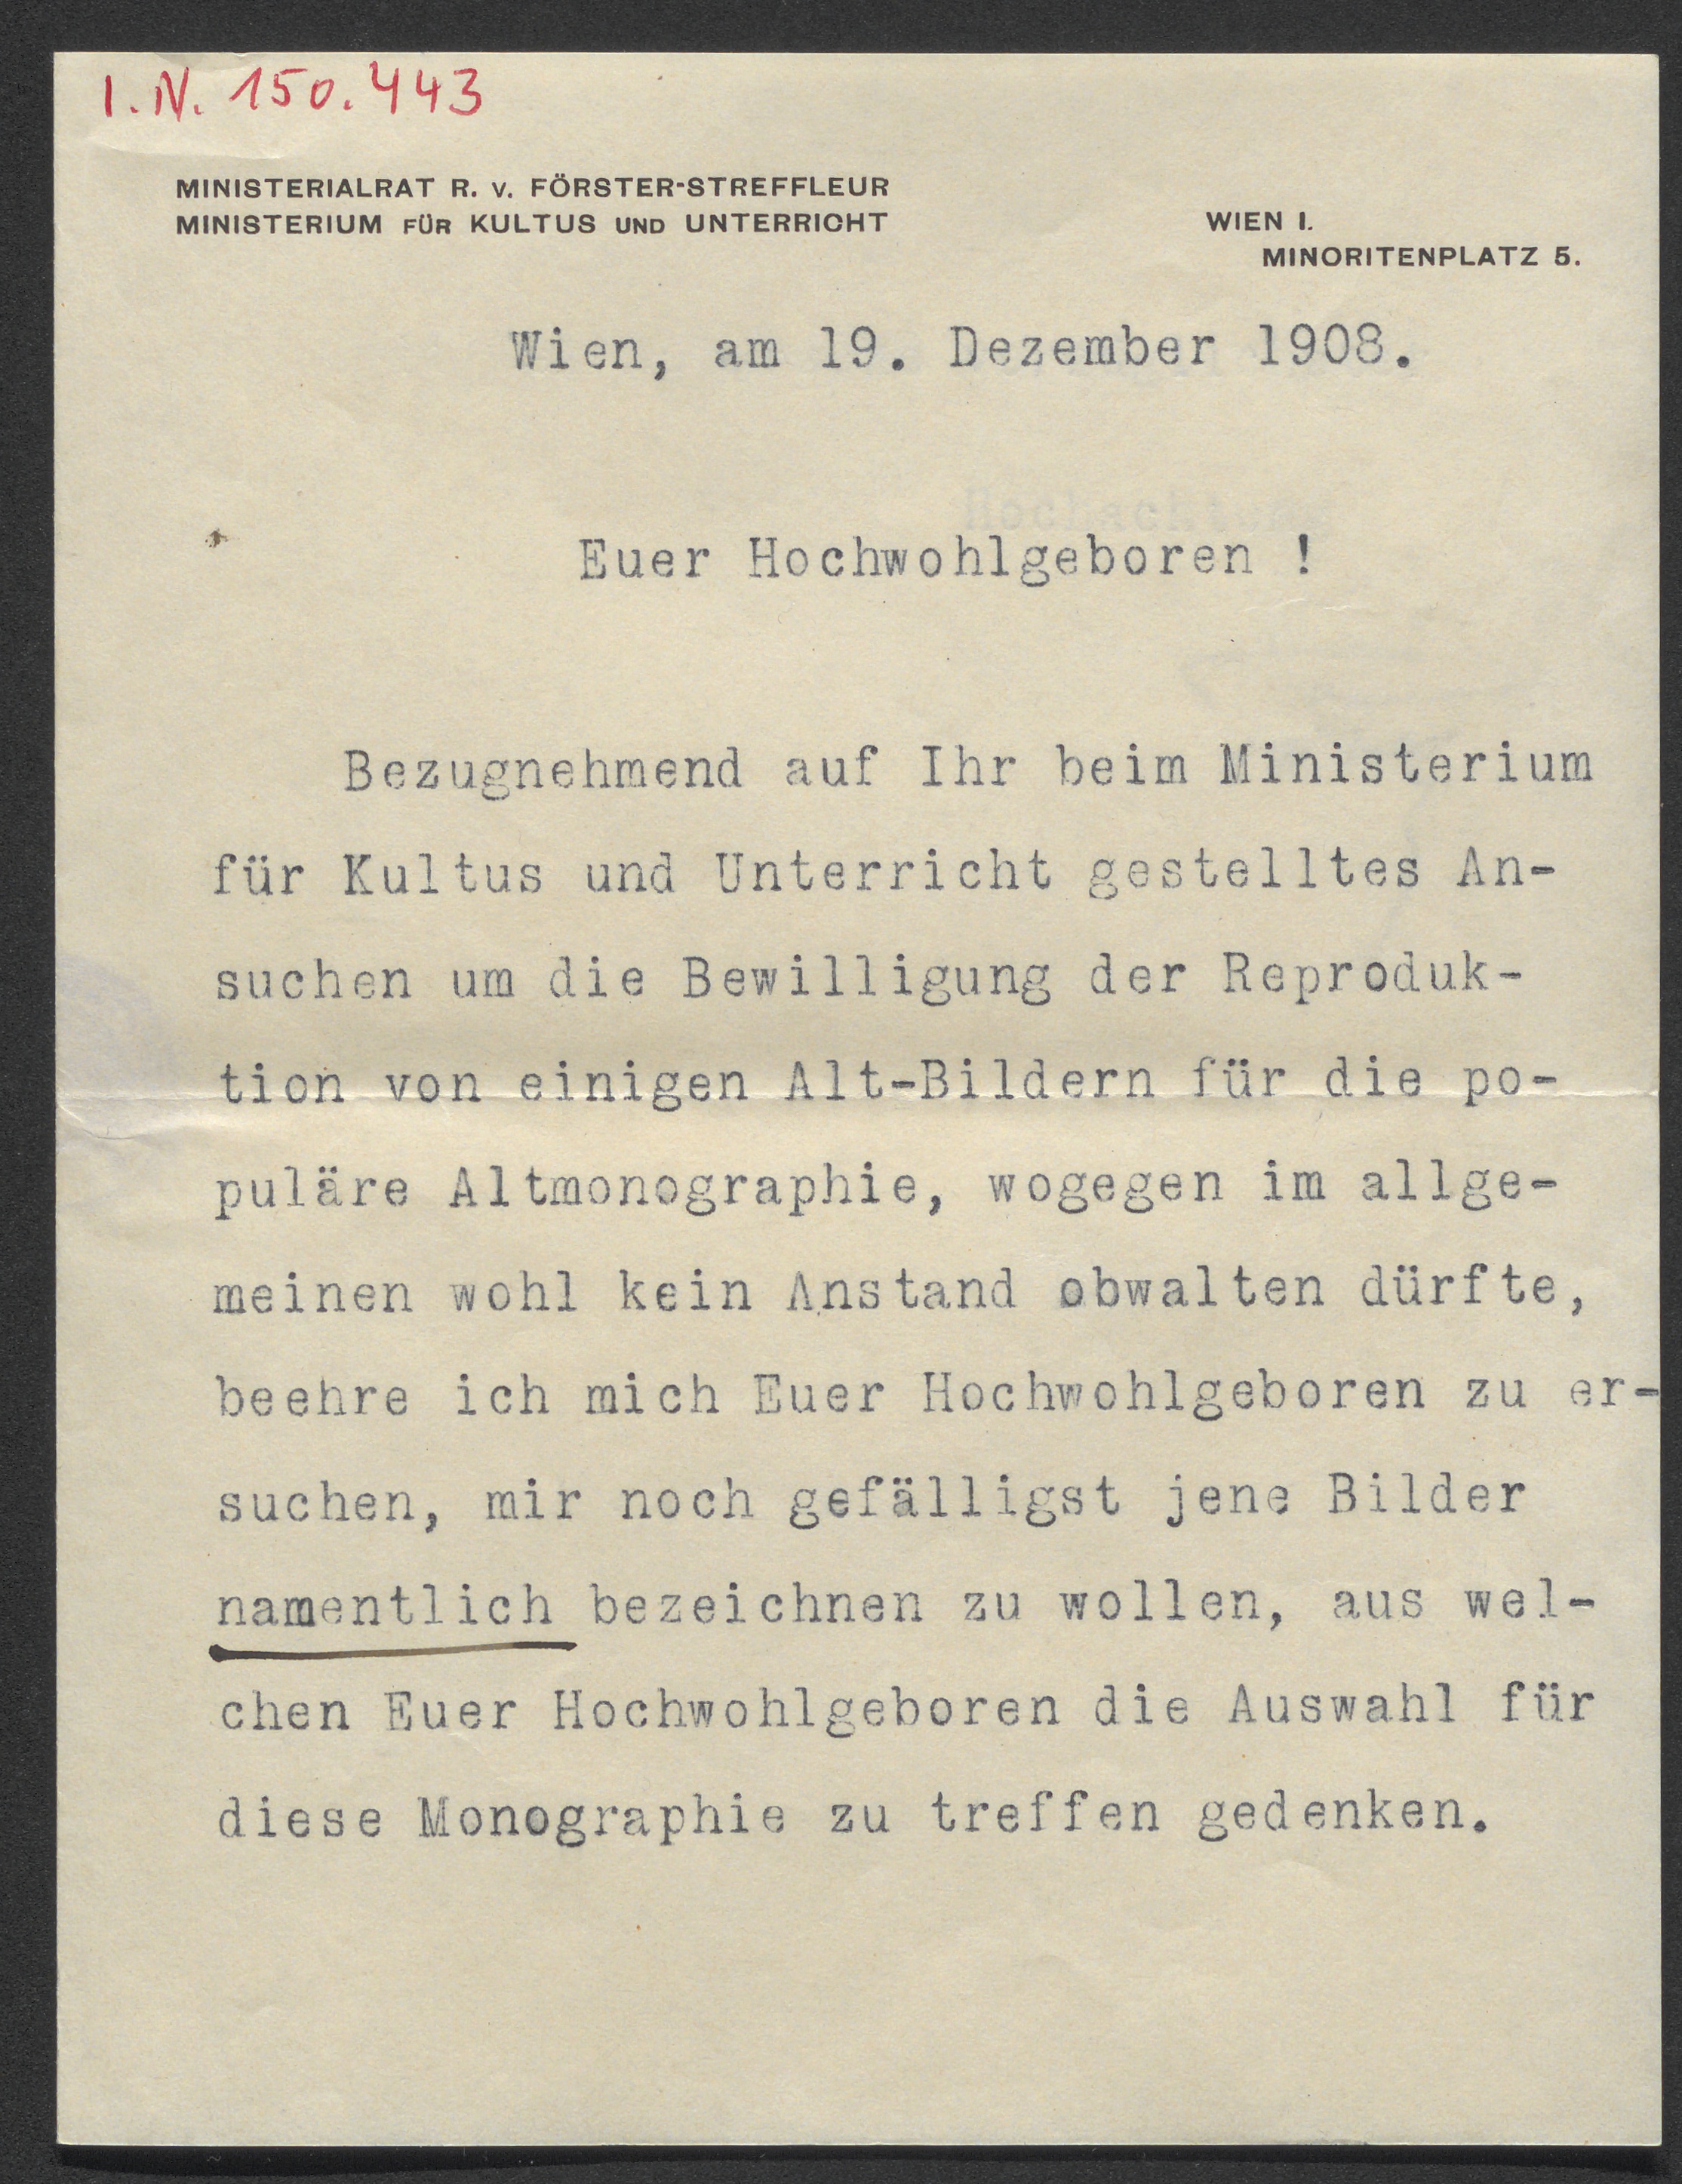 I.N. 150.443
MINISTERIALRAT R. V. FÖRSTER-STREFFLEUR
MINISTERIUM FÜR KULTUS UND UNTERRICHT
WIEN I.
MINORITENPLATZ 5.
Wien, am 19. Dezember 1908.
Euer Hochwohlgeboren !
Bezugnehmend auf Ihr beim Ministerium
für Kultus und Unterricht gestelltes An-
suchen um die Bewilligung der Reproduk-
tion von einigen Alt-Bildern für die po-
puläre Altmonographie, wogegen im allge-
meinen wohl kein Anstand obwalten dürfte,
beehre ich mich Euer Hochwohlgeboren zu er-
suchen, mir noch gefälligst jene Bilder
namentlich bezeichnen zu wollen, aus wel-
chen Euer Hochwohlgeboren die Auswahl für
diese Monographie zu treffen gedenken.